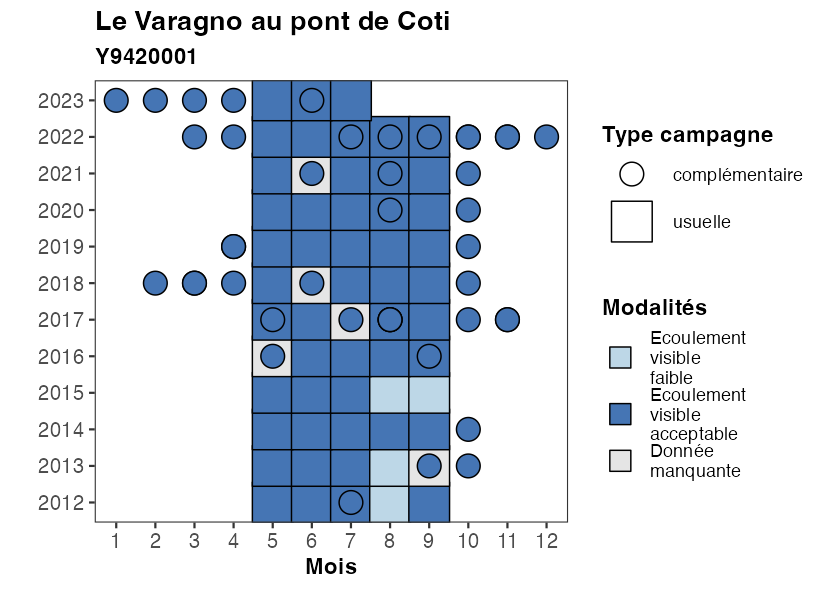 Le Varagno au pont de Coti
Y9420001
2023
2022
2021
2020
2019
2018
2017
2016
2015
2014
2013
2012
1 2 3 4 5 6 7 8 9 10 11 12
Mois
Type campagne
complémentaire
usuelle
Modalités
Ecoulement
visible
faible
Ecoulement
visible
acceptable
Donnée
manquante